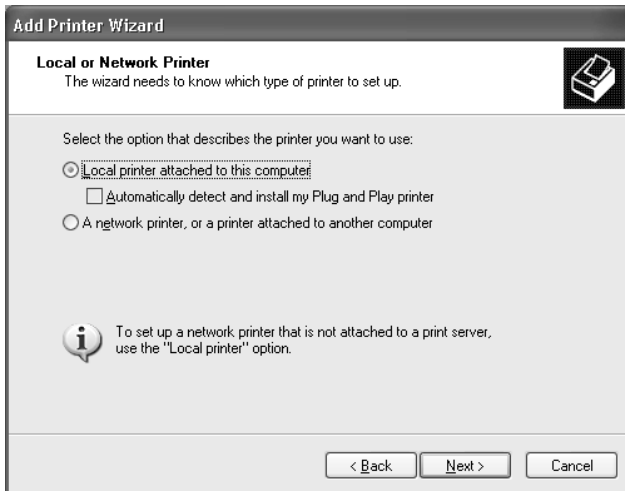 Add Printer Wizard
Local or Network Printer
The wizard needs to know which type of printer to set up.
Select the option that describes the printer you want to use:
Local printer attached to this computer
Automatically detect and install my Plug and Play printer
A network printer, or a printer attached to another computer
To set up a network printer that is not attached to a print server,
use the "Local printer" option.
< Back
Next >
Cancel